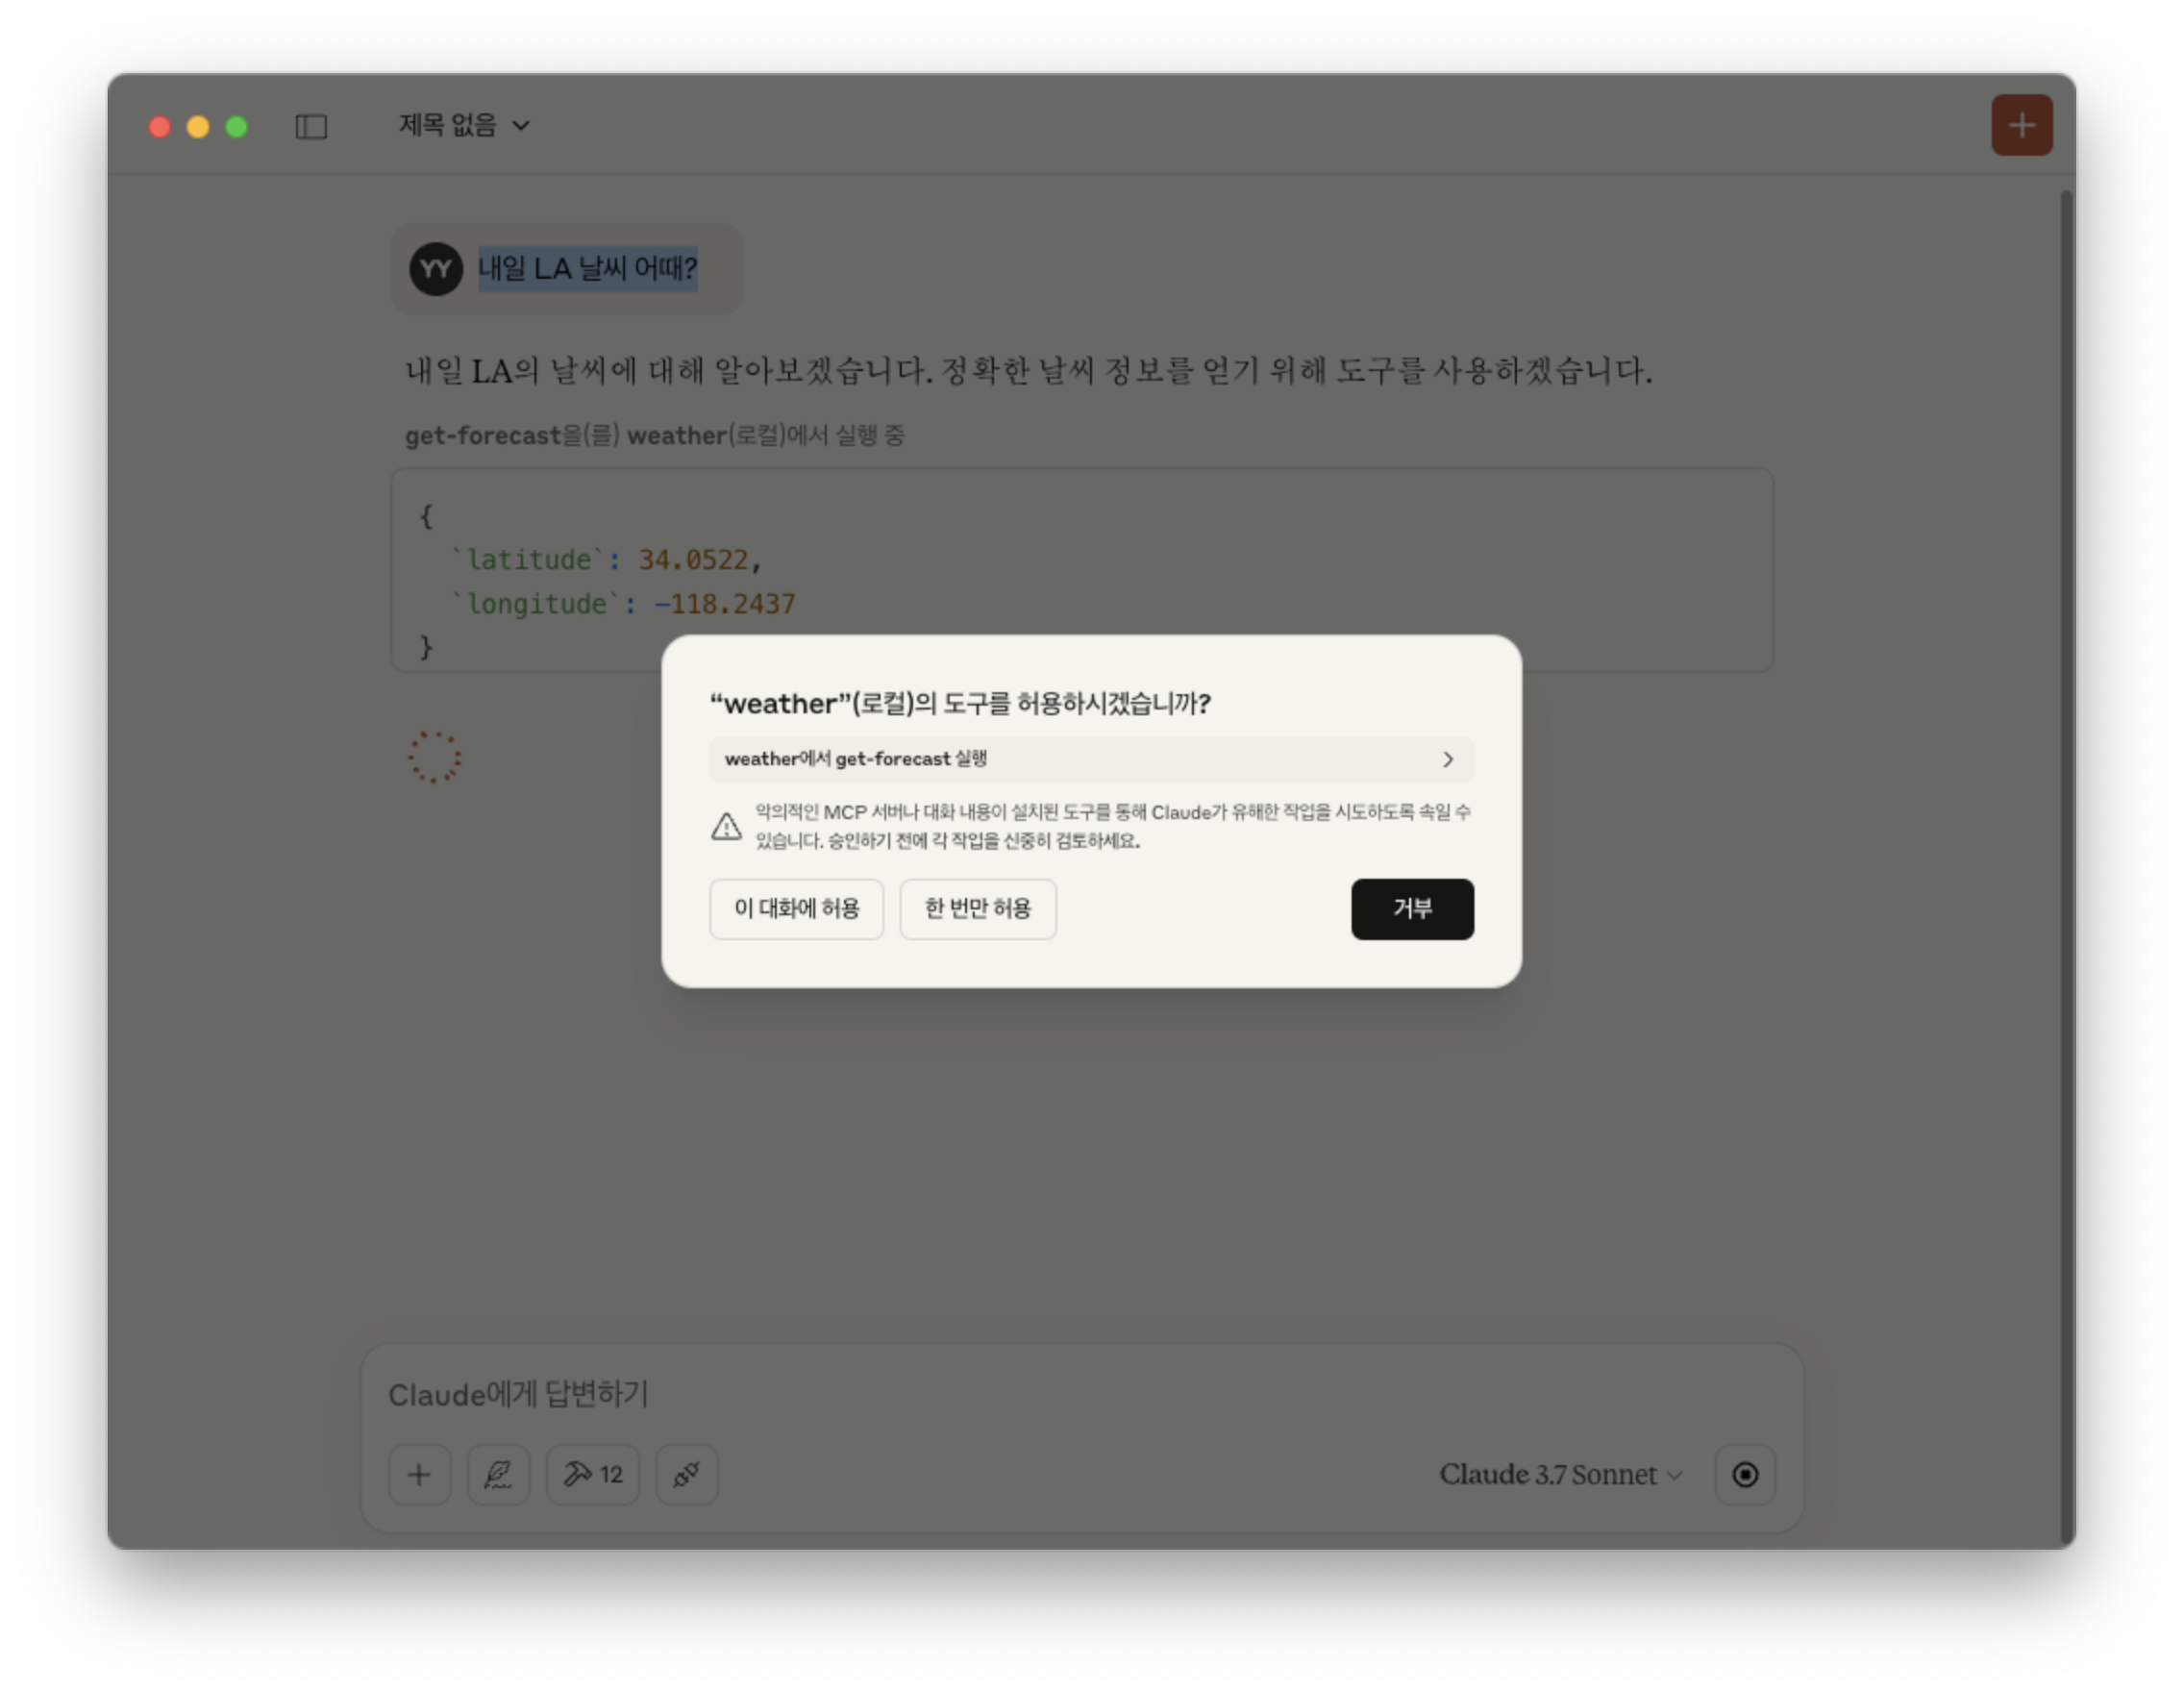 제목 없음
YY 내일 LA 날씨 어때?
내일 LA의 날씨에 대해 알아보겠습니다. 정확한 날씨 정보를 얻기 위해 도구를 사용하겠습니다.
get-forecast을(를) weather(로컬)에서 실행 중
{
`latitude`: 34.0522,
`longitude`: -118.2437
}
“weather”(로컬)의 도구를 허용하시겠습니까?
weather에서 get-forecast 실행
악의적인 MCP 서버나 대화 내용이 설치된 도구를 통해 Claude가 유해한 작업을 시도하도록 속일 수
있습니다. 승인하기 전에 각 작업을 신중히 검토하세요.
이 대화에 허용 한 번만 허용 거부
Claude에게 답변하기
12 Claude 3.7 Sonnet